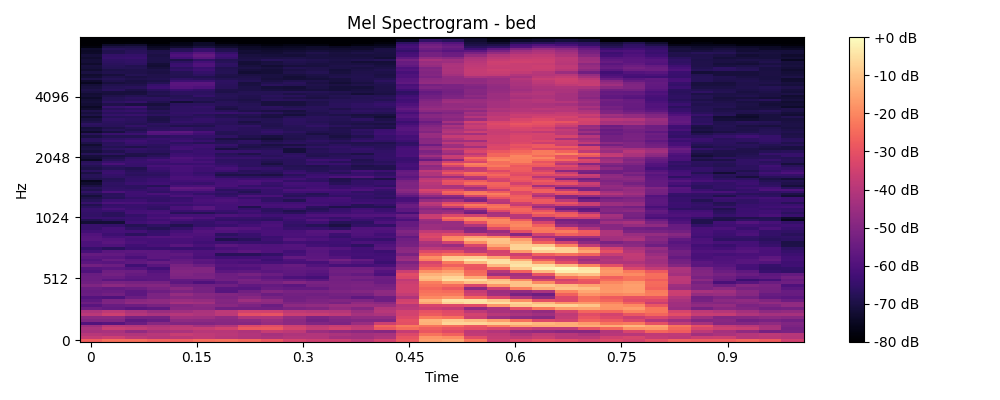 Mel Spectrogram - bed
Hz
4096
2048
1024
512
0
0 0.15 0.3 0.45 0.6 0.75 0.9
Time
+0 dB
-10 dB
-20 dB
-30 dB
-40 dB
-50 dB
-60 dB
-70 dB
-80 dB